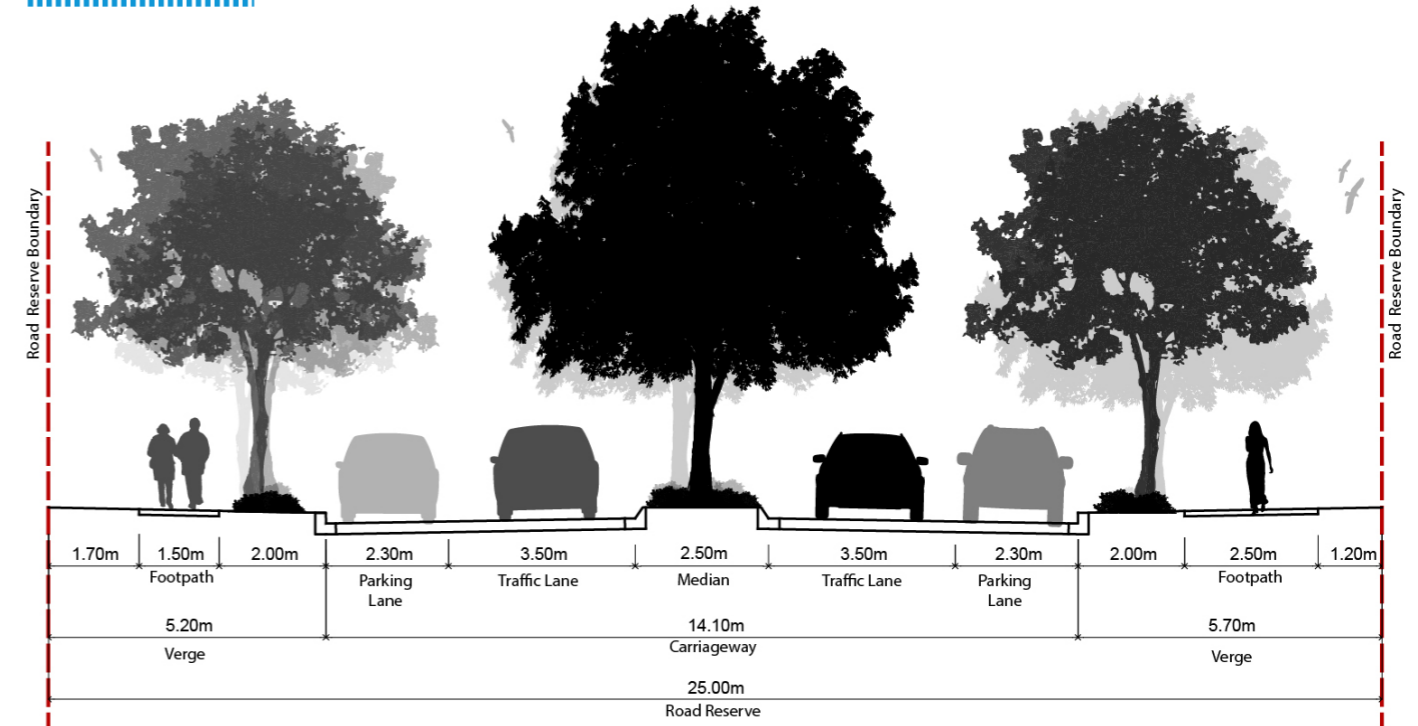 Road Reserve Boundary
Road Reserve Boundary
1.70m 1.50m 2.00m 2.30m 3.50m 2.50m 3.50m 2.30m 2.00m 2.50m 1.20m
Footpath Parking Traffic Lane Median Traffic Lane Parking Footpath
Lane Lane
5.20m 14.10m 5.70m
Verge Carriageway Verge
25.00m
Road Reserve